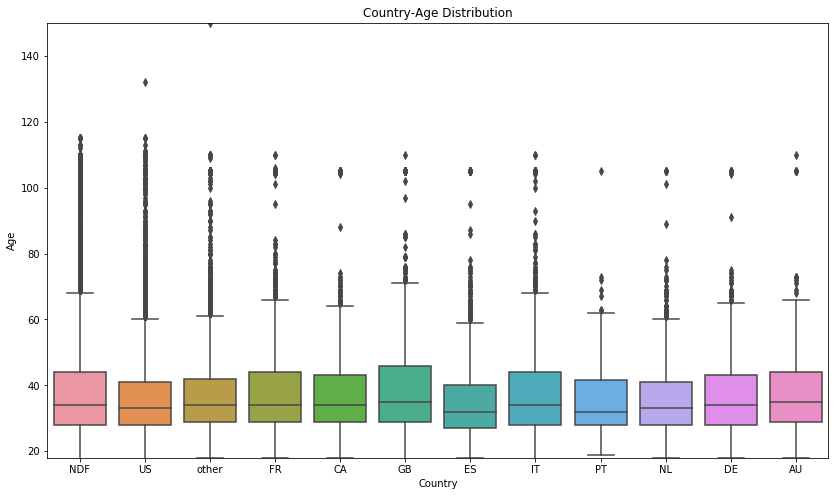 Country-Age Distribution
140
120
100
80
60
40
20
Age
NDF US other FR CA GB ES IT PT NL DE AU
Country